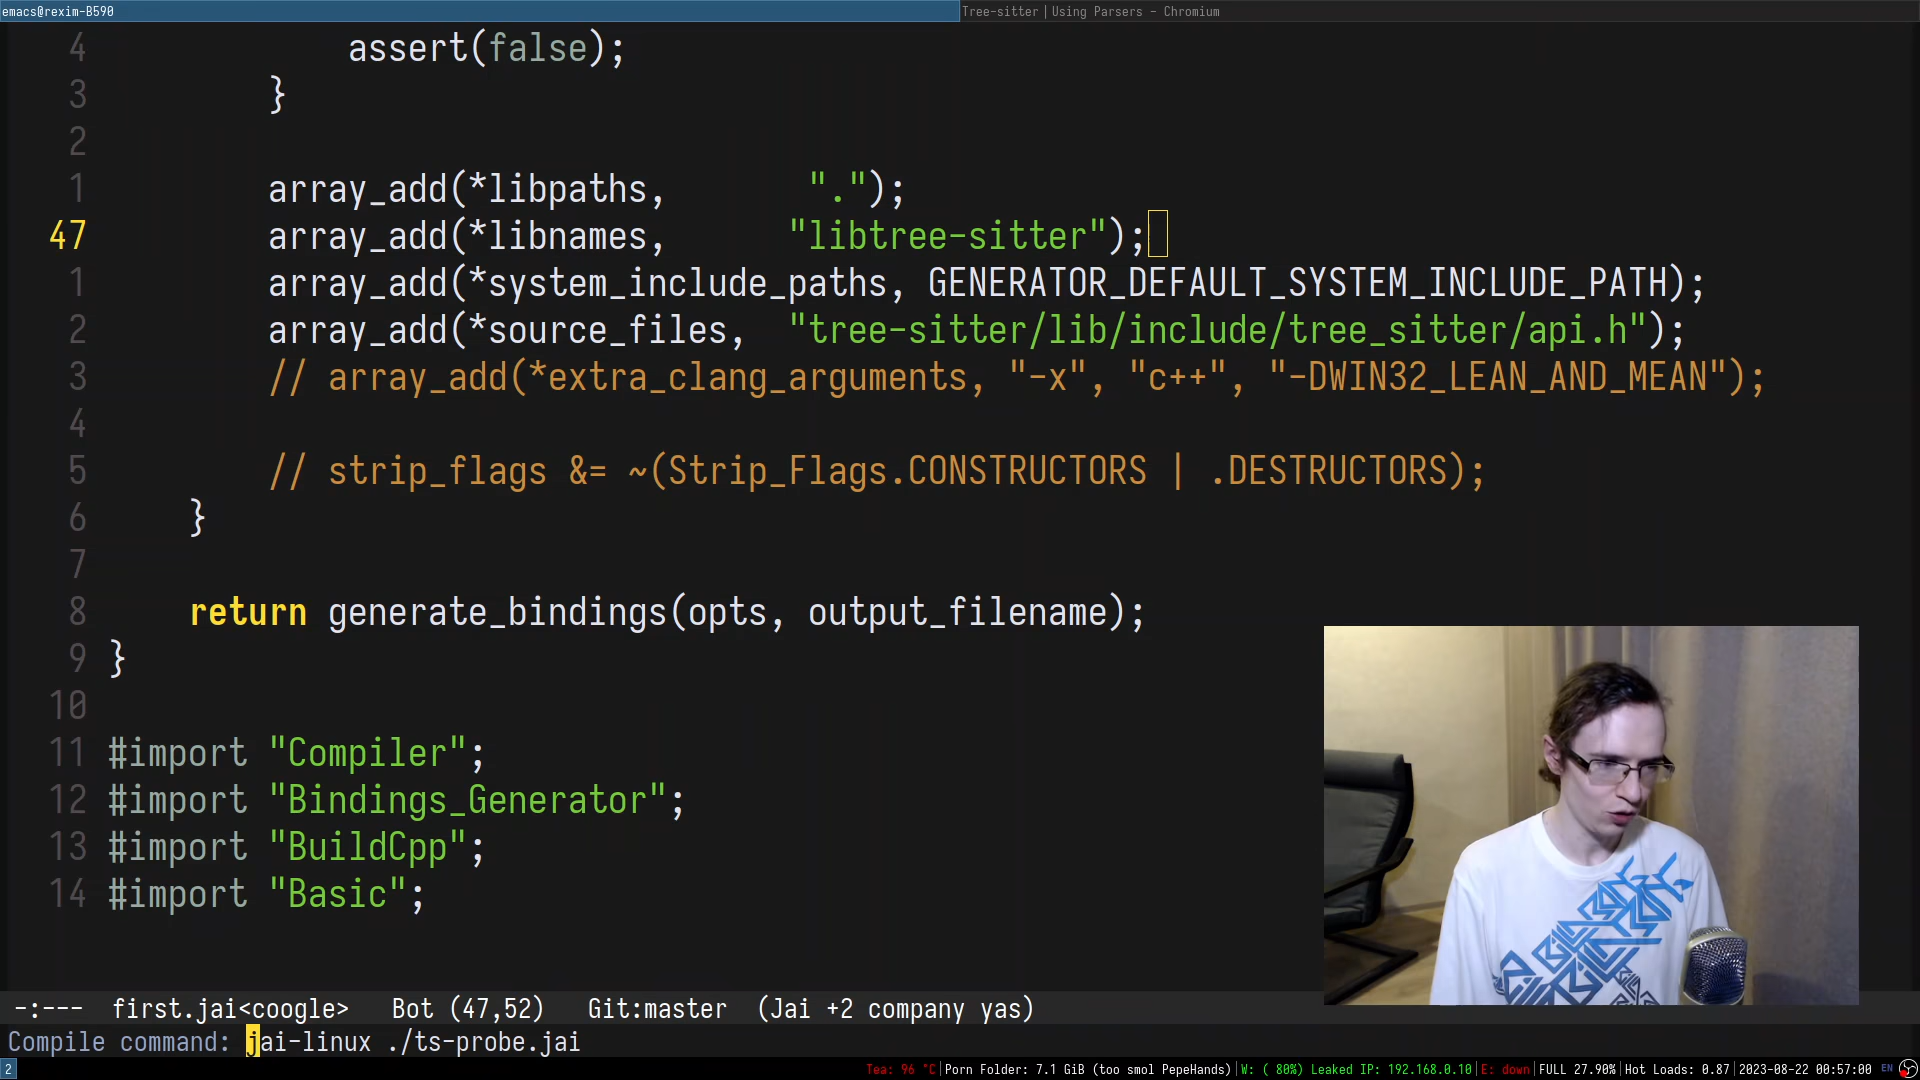 emacs@rexim-B590
Tree-sitter | Using Parsers - Chromium
4 assert(false);
3 }
2
1 array_add(*libpaths, ".");
47 array_add(*libnames, "libtree-sitter");
1 array_add(*system_include_paths, GENERATOR_DEFAULT_SYSTEM_INCLUDE_PATH);
2 array_add(*source_files, "tree-sitter/lib/include/tree_sitter/api.h");
3 // array_add(*extra_clang_arguments, "-x", "c++", "-DWIN32_LEAN_AND_MEAN");
4
5 // strip_flags &= ~(Strip_Flags.CONSTRUCTORS | .DESTRUCTORS);
6 }
7
8 return generate_bindings(opts, output_filename);
9 }
10
11 #import "Compiler";
12 #import "Bindings_Generator";
13 #import "BuildCpp";
14 #import "Basic";
-:--- first.jai<coogle> Bot (47,52) Git:master (Jai +2 company yas)
Compile command: jai-linux ./ts-probe.jai
2 Tea: 96 °C|Porn Folder: 7.1 GiB (too smol PepeHands)|W: ( 80%) Leaked IP: 192.168.0.10|E: down|FULL 27.90%|Hot Loads: 0.87|2023-08-22 00:57:00 EN